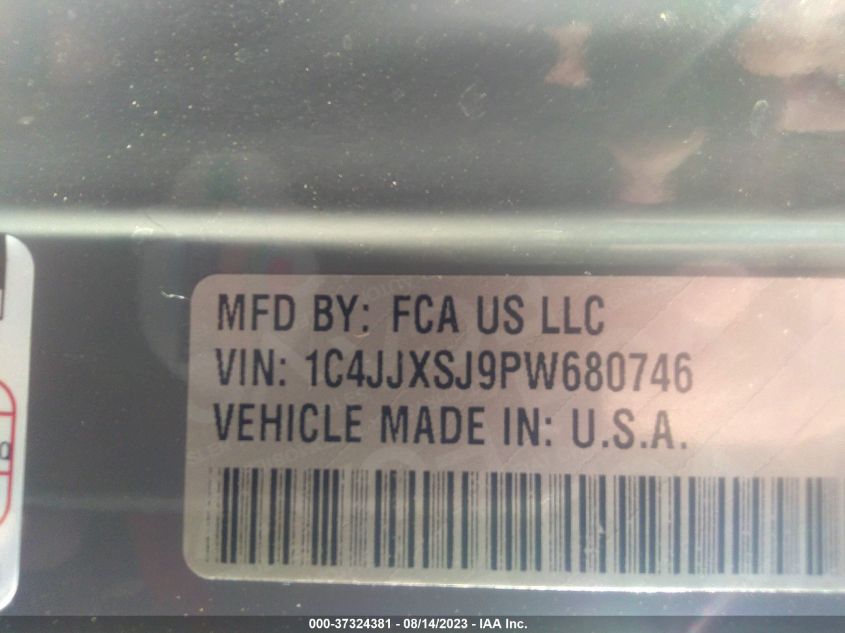 MFD BY: FCA US LLC
VIN: 1C4JJXSJ9PW680746
VEHICLE MADE IN: U.S.A.
000-37324381 - 08/14/2023 - IAA Inc.